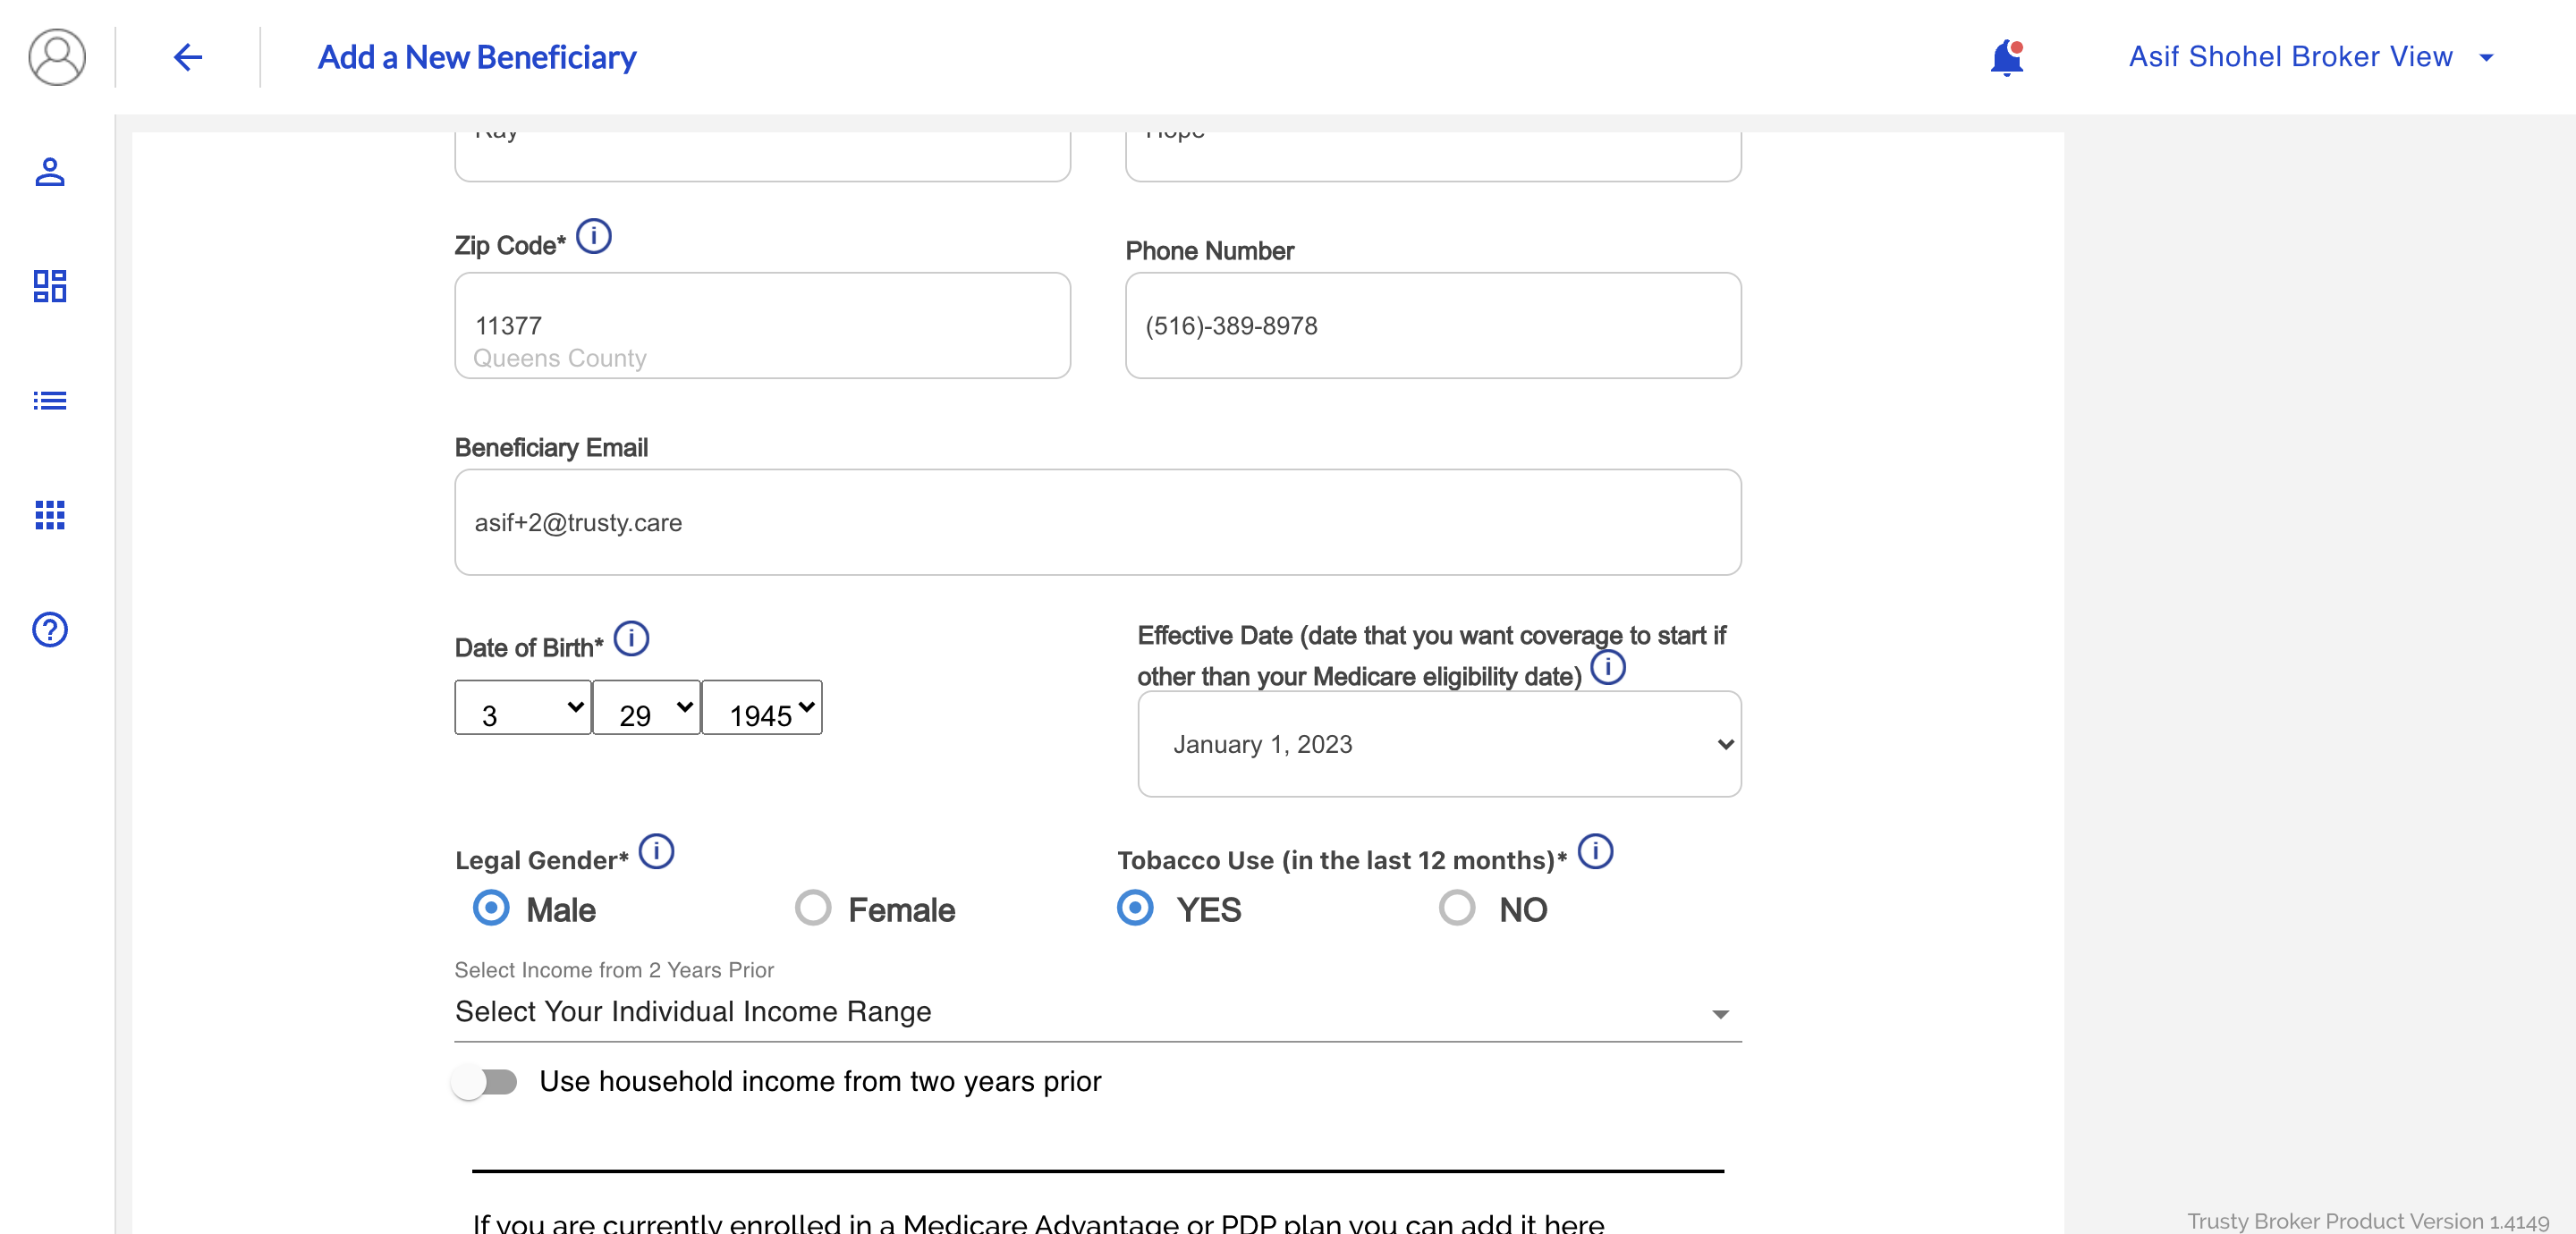 Add a New Beneficiary
Asif Shohel Broker View
Ray
Hope
Zip Code*
Phone Number
11377
Queens County
(516)-389-8978
Beneficiary Email
asif+2@trusty.care
Date of Birth*
3 29 1945
Effective Date (date that you want coverage to start if
other than your Medicare eligibility date)
January 1, 2023
Legal Gender*
Male
Female
Tobacco Use (in the last 12 months)*
YES
NO
Select Income from 2 Years Prior
Select Your Individual Income Range
Use household income from two years prior
If you are currently enrolled in a Medicare Advantage or PDP plan you can add it here
Trusty Broker Product Version 1.4149